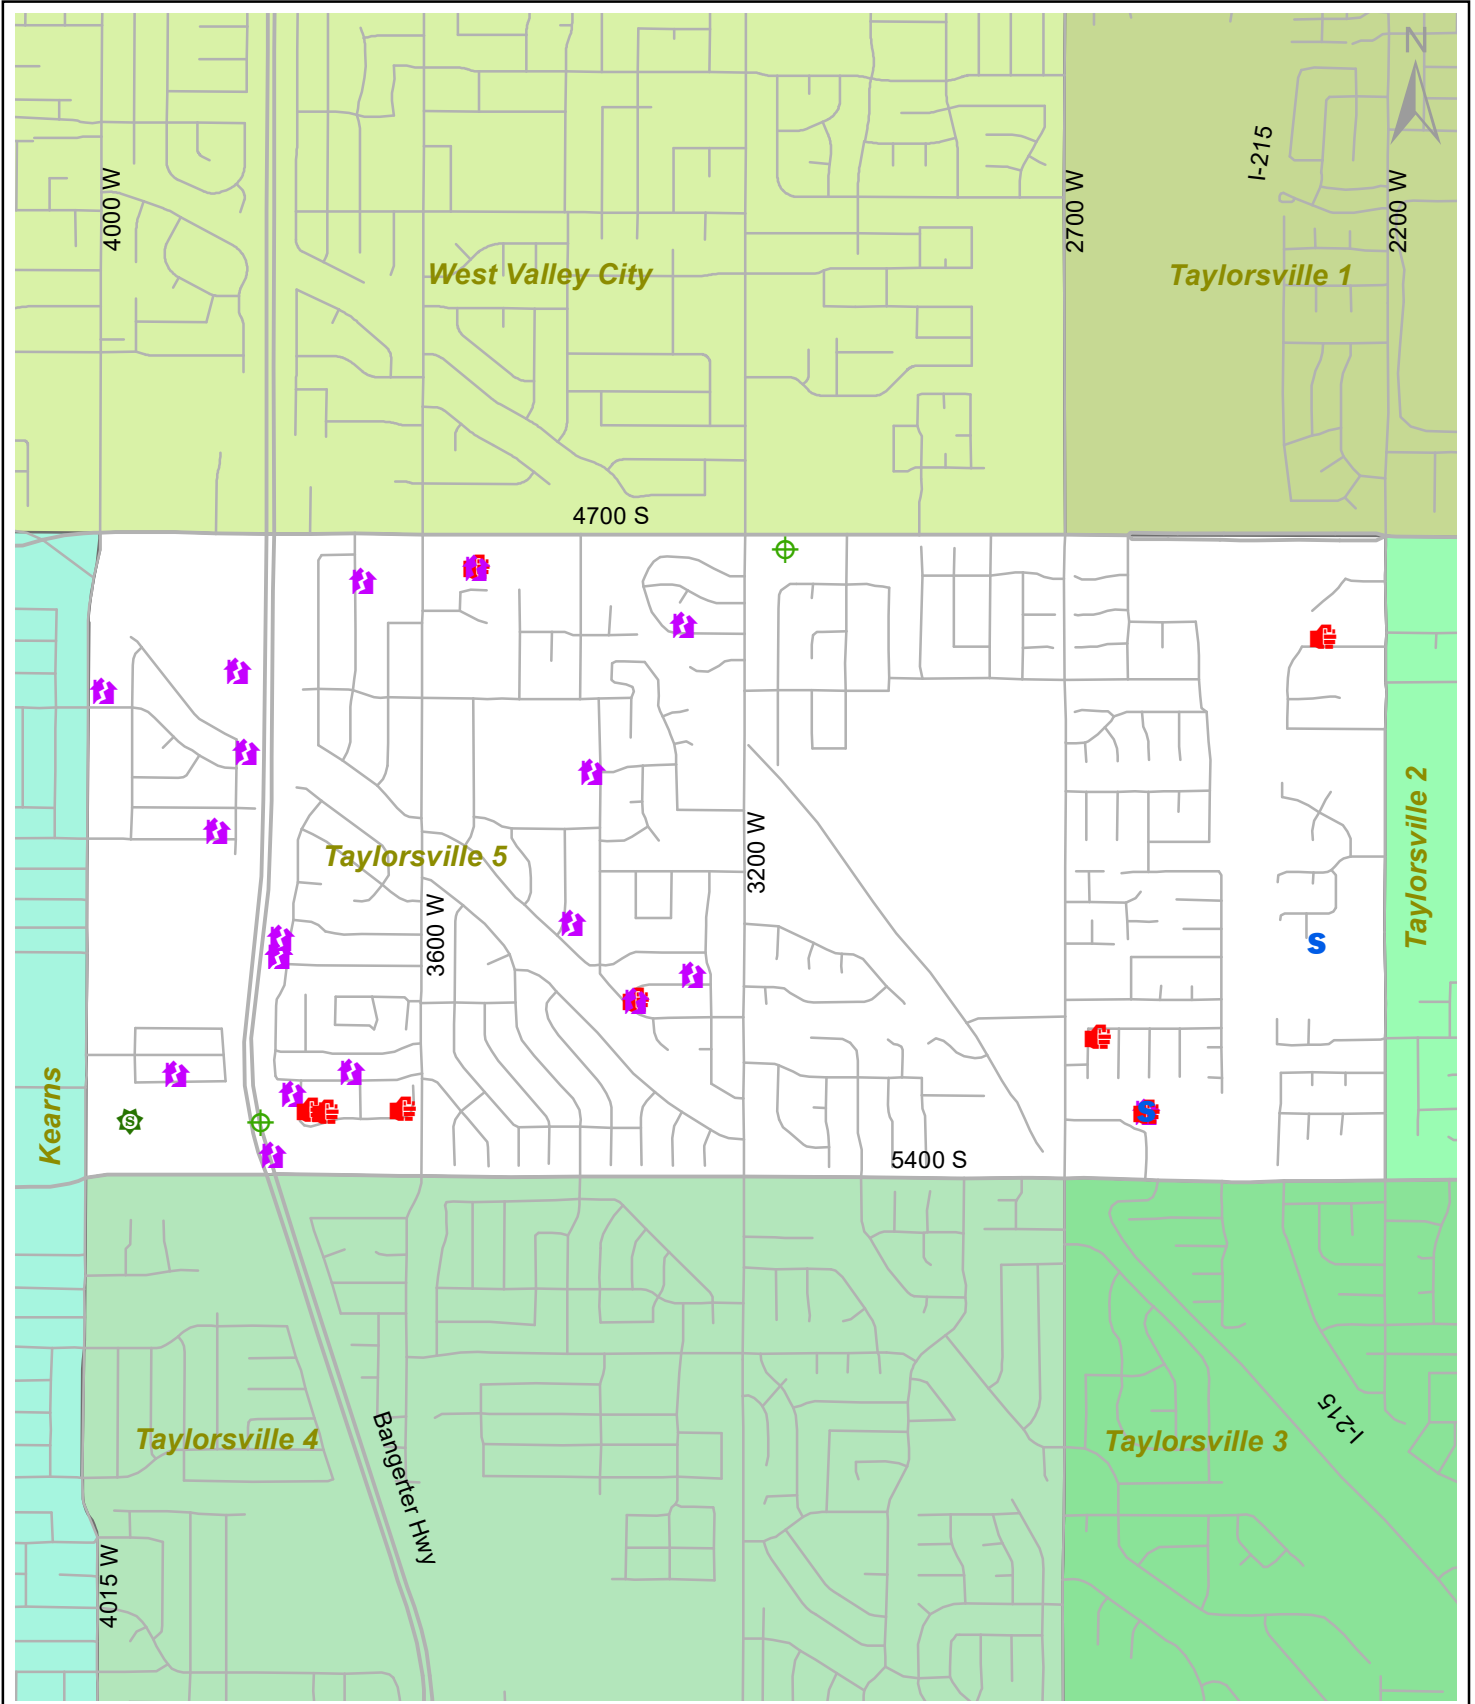 N
I-215
4000 W
2700 W
2200 W
West Valley City
Taylorsville 1
4700 S
Taylorsville 2
3200 W
Taylorsville 5
3600 W
S
Kearns
S
S
5400 S
Taylorsville 4
Bangerter Hwy
Taylorsville 3
I-215
4015 W